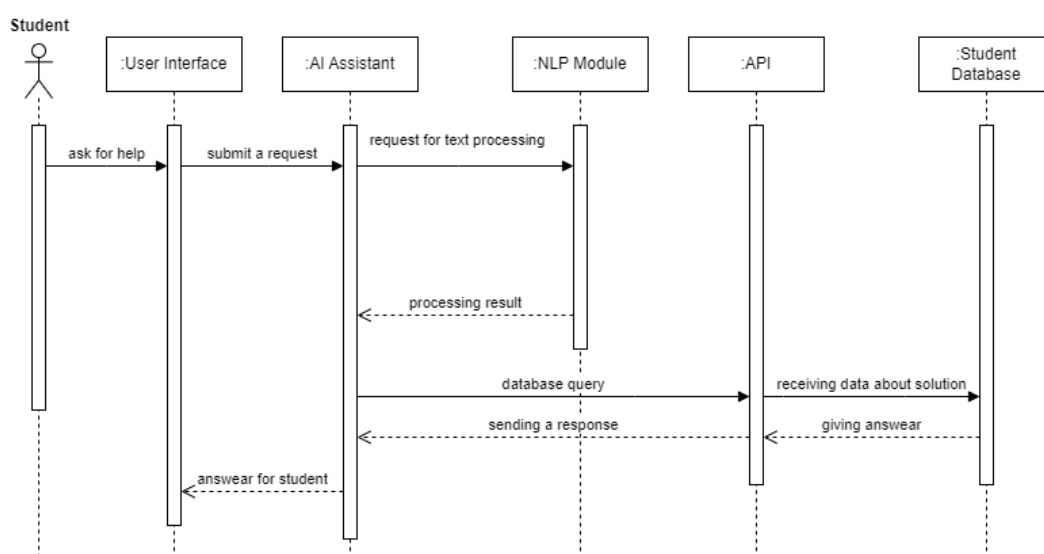 Student
:User Interface
:AI Assistant
:NLP Module
:API
:Student
Database
ask for help
submit a request
request for text processing
processing result
database query
receiving data about solution
sending a response
giving answear
answear for student